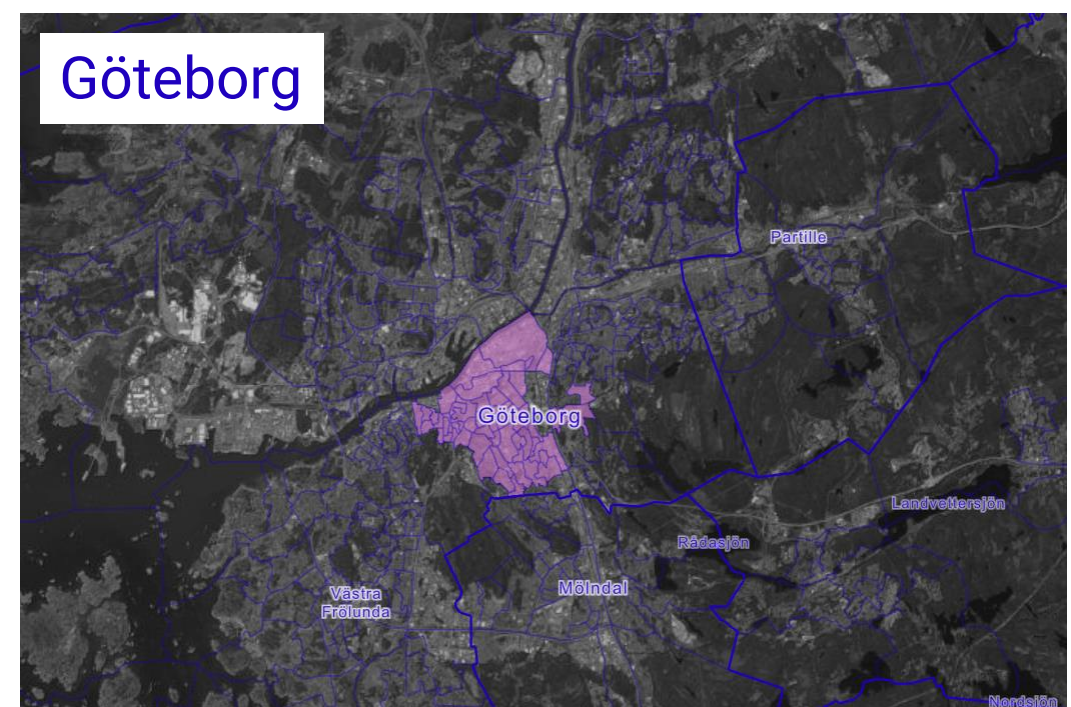 Göteborg
Partille
Göteborg
Landvettersjön
Rådasjön
Mölndal
Västra
Frölunda
Nordsjön